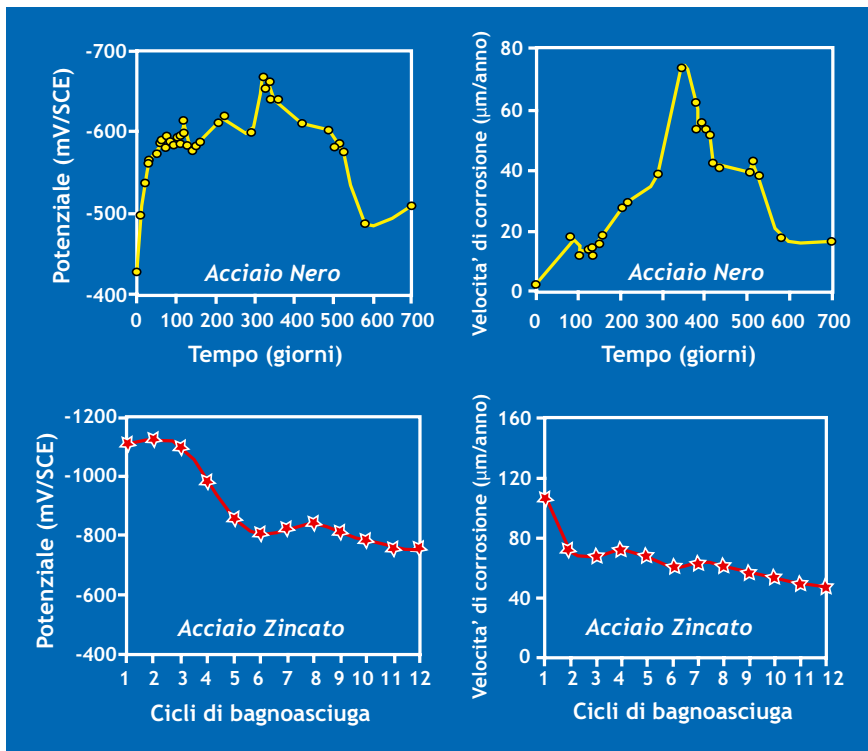 Potenziale (mV/SCE)
-700
-600
-500
-400
Acciaio Nero
0 100 200 300 400 500 600 700
Tempo (giorni)
Velocita' di corrosione (µm/anno)
80
60
40
20
0
Acciaio Nero
0 100 200 300 400 500 600 700
Tempo (giorni)
Potenziale (mV/SCE)
-1200
-1000
-800
-600
-400
Acciaio Zincato
1 2 3 4 5 6 7 8 9 10 11 12
Cicli di bagnoasciuga
Velocita' di corrosione (µm/anno)
160
120
80
40
0
Acciaio Zincato
1 2 3 4 5 6 7 8 9 10 11 12
Cicli di bagnoasciuga